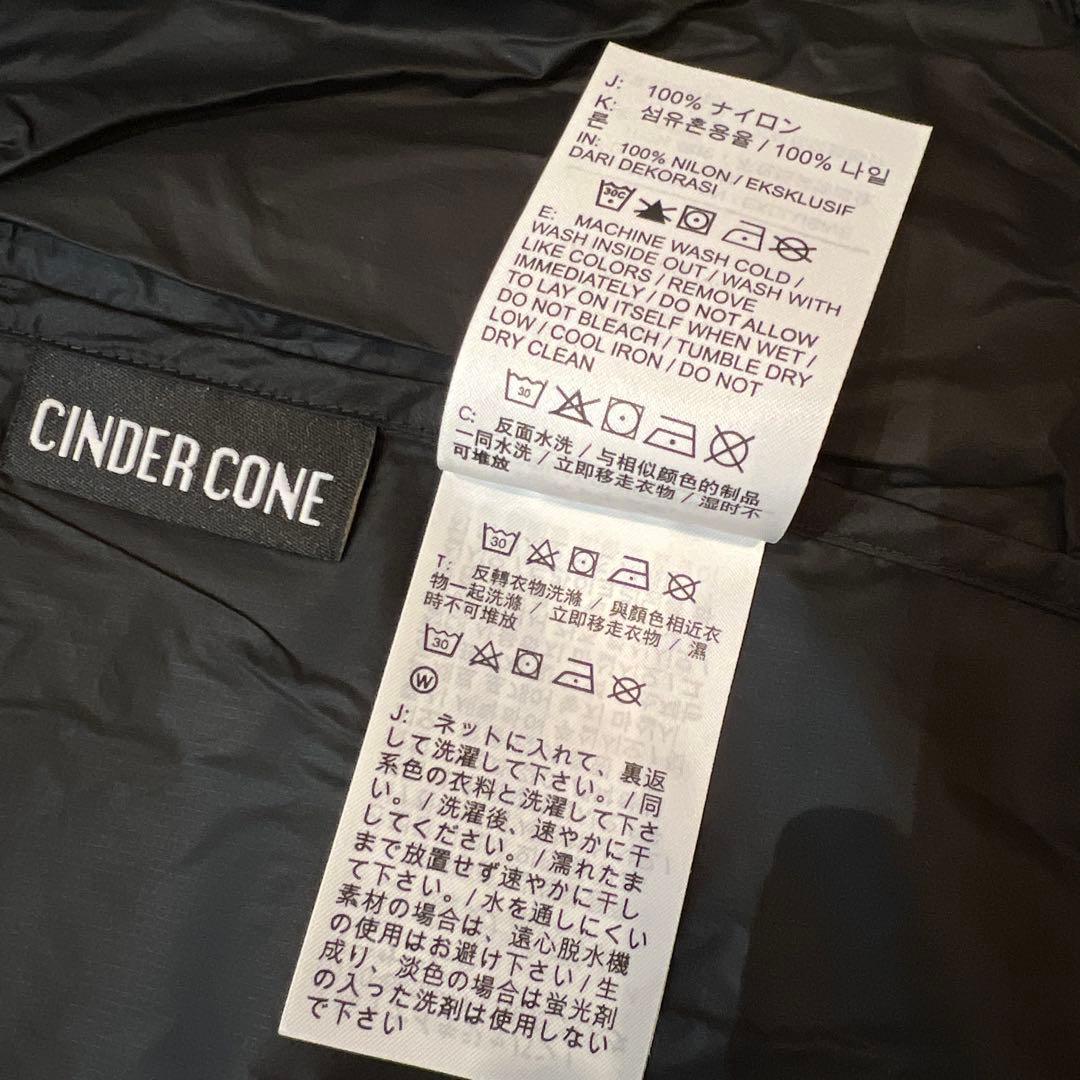 CINDER CONE
J: 100% ナイロン
K: 섬유혼용율 / 100% 나일
론
IN: 100% NILON / EKSKLUSIF
DARI DEKORASI
30C
E: MACHINE WASH COLD /
WASH INSIDE OUT / WASH WITH
LIKE COLORS / REMOVE
IMMEDIATELY / DO NOT ALLOW
TO LAY ON ITSELF WHEN WET /
DO NOT BLEACH / TUMBLE DRY
LOW / COOL IRON / DO NOT
DRY CLEAN
30
C: 反面水洗 / 与相似颜色的制品
一同水洗 / 立即移走衣物 / 湿时不
可堆放
30
T: 反轉衣物洗滌 / 與顏色相近衣
物一起洗滌 / 立即移走衣物 / 濕
時不可堆放
30
W
J: ネットに入れて、裏返
して洗濯して下さい。/同
系色の衣料と洗濯して下さ
い。/洗濯後、速やかに干
してください。/濡れたま
まで放置せず速やかに干し
て下さい。/水を通しにくい
素材の場合は、遠心脱水機
の使用はお避け下さい/生
成り、淡色の場合は蛍光剤
の入った洗剤は使用しない
で下さい